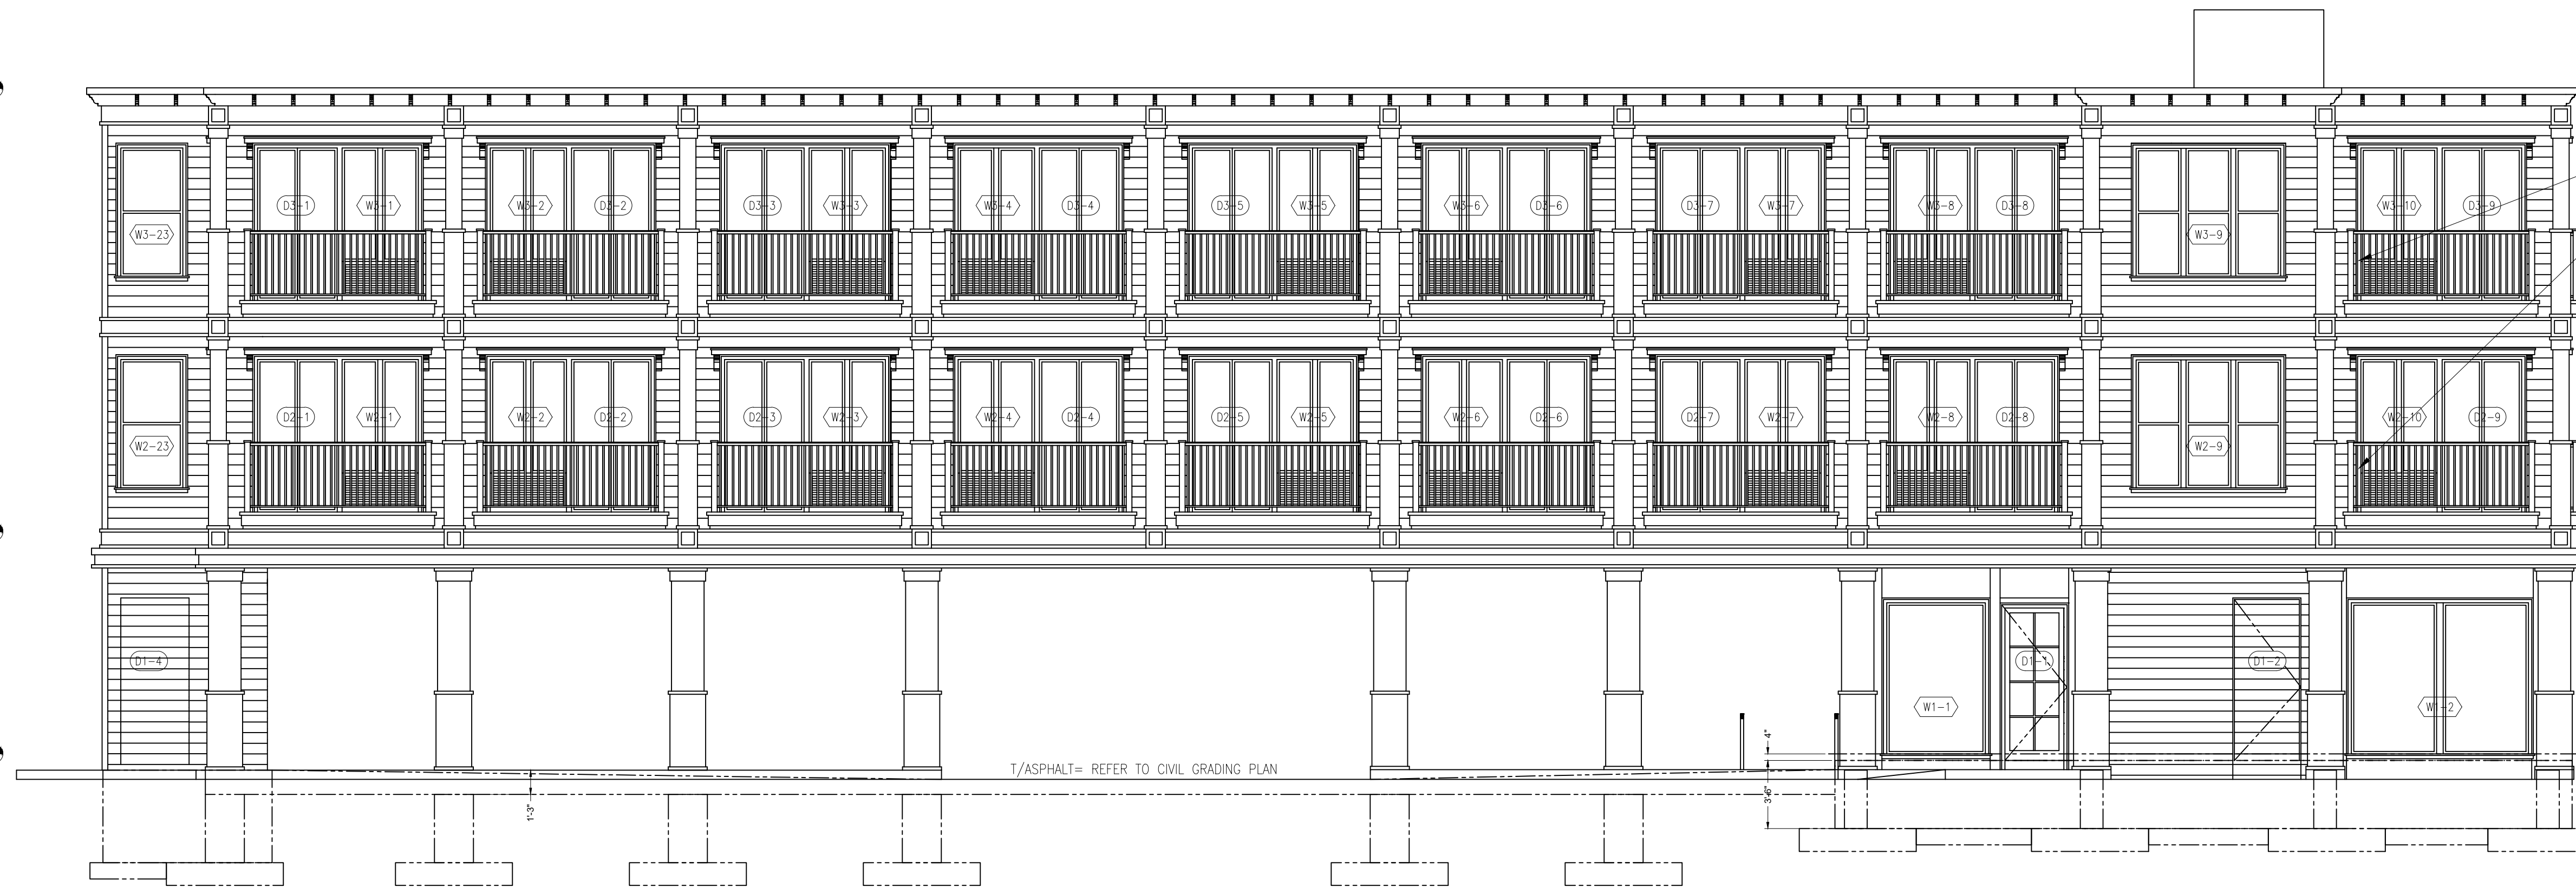 D3-1 W3-1 W3-2 D3-2 D3-3 W3-3 W3-4 D3-4 D3-5 W3-5 W3-6 D3-6 D3-7 W3-7 W3-8 D3-8 W3-10 D3-9
W3-23 W3-9
D2-1 W2-1 W2-2 D2-2 D2-3 W2-3 W2-4 D2-4 D2-5 W2-5 W2-6 D2-6 D2-7 W2-7 W2-8 D2-8 W2-10 D2-9
W2-23 W2-9
D1-4 D1-1 D1-2
W1-1 W1-2
4"
T/ASPHALT= REFER TO CIVIL GRADING PLAN
3'-6"
1'-3"